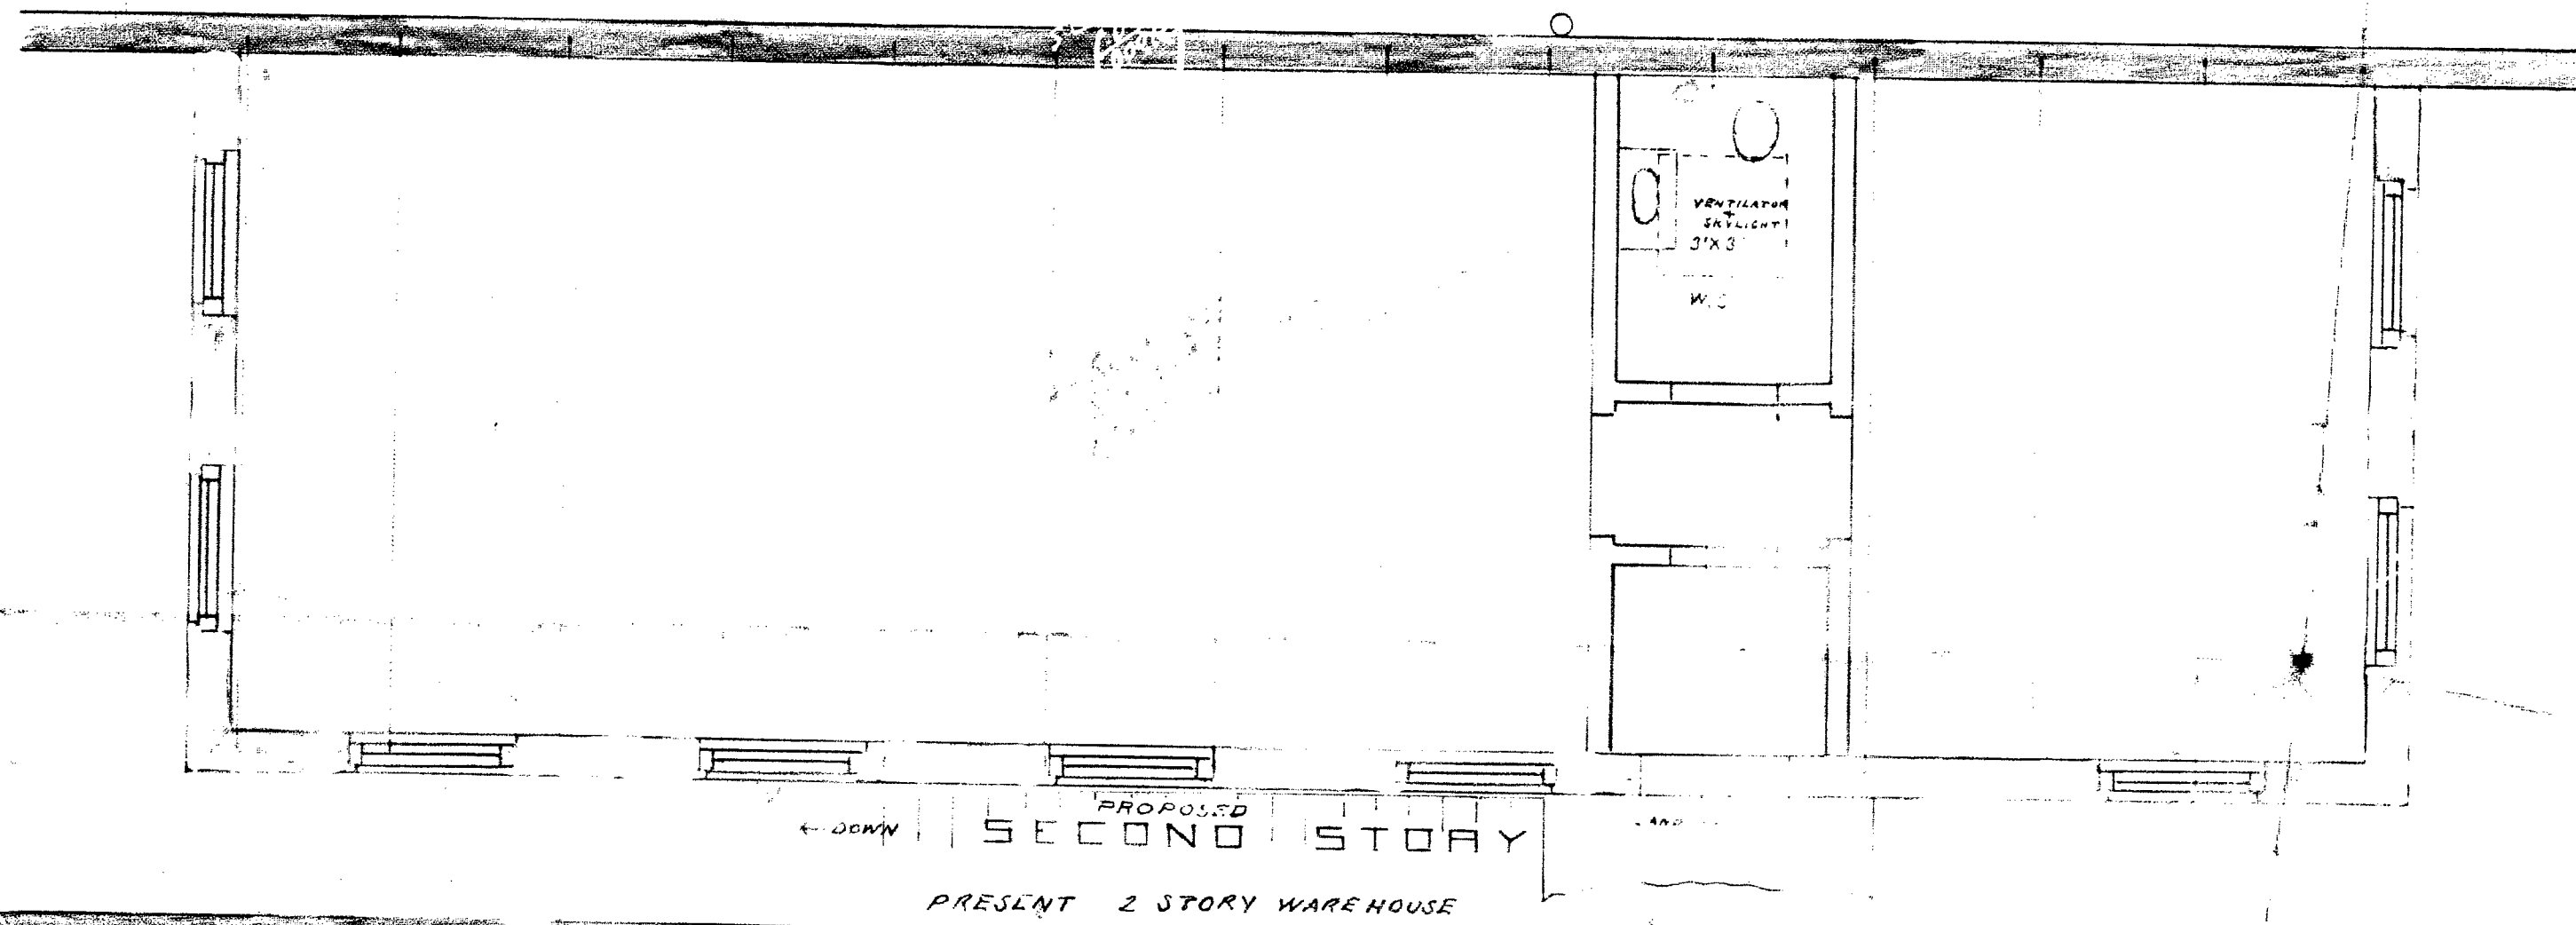 VENTILATOR
+
SKYLIGHT
3'X3'
W.C
PROPOSED
← DOWN
SECOND STORY
PRESENT 2 STORY WAREHOUSE